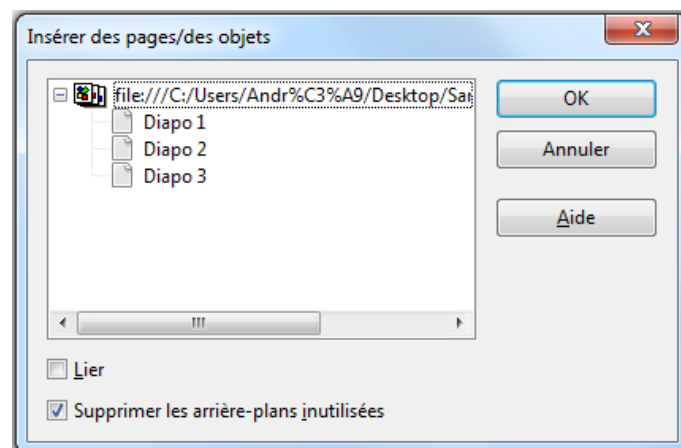 Insérer des pages/des objets
file:///C:/Users/Andr%C3%A9/Desktop/Sar
Diapo 1
Diapo 2
Diapo 3
OK
Annuler
Aide
Lier
Supprimer les arrière-plans inutilisées